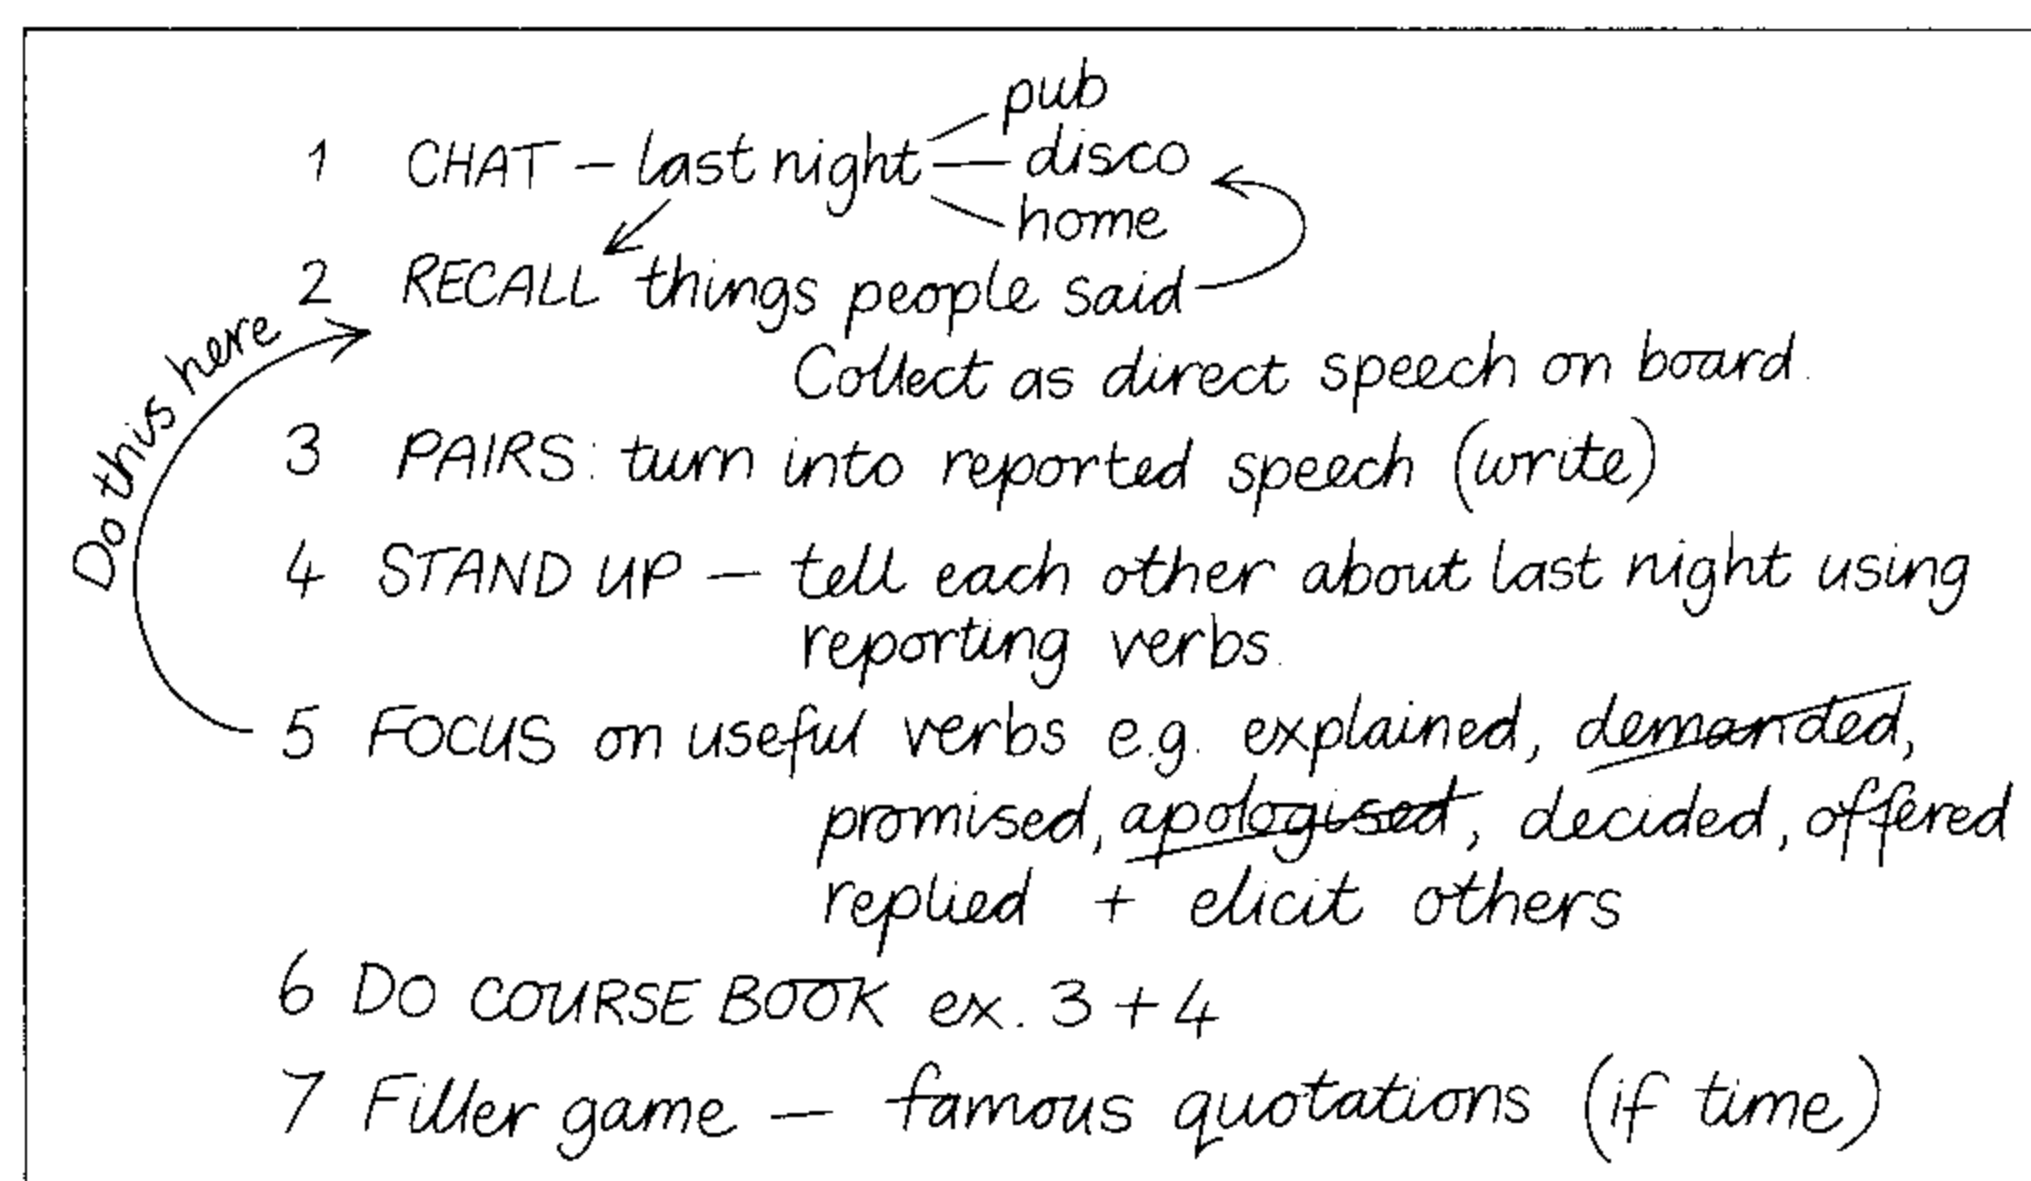 pub
1 CHAT – last night — disco
home
2 RECALL things people said
Do this here
Collect as direct speech on board.
3 PAIRS: turn into reported speech (write)
4 STAND UP – tell each other about last night using
reporting verbs.
5 FOCUS on useful verbs e.g. explained, demanded,
promised, apologised, decided, offered
replied + elicit others
6 DO COURSE BOOK ex. 3 + 4
7 Filler game – famous quotations (if time)